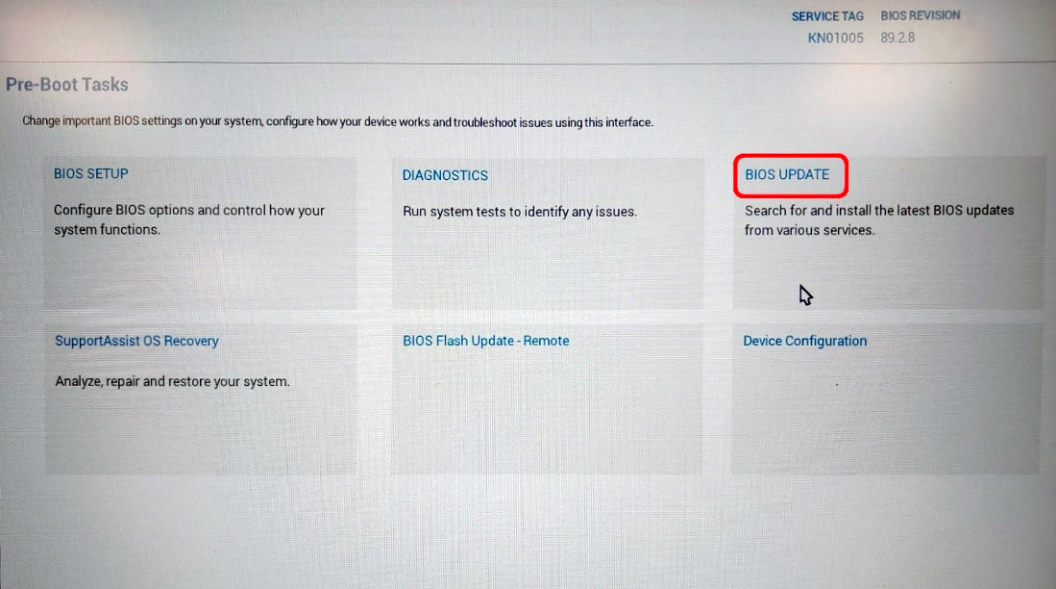 SERVICE TAG BIOS REVISION
KN01005 89.2.8
Pre-Boot Tasks
Change important BIOS settings on your system, configure how your device works and troubleshoot issues using this interface.
BIOS SETUP
Configure BIOS options and control how your
system functions.
DIAGNOSTICS
Run system tests to identify any issues.
BIOS UPDATE
Search for and install the latest BIOS updates
from various services.
SupportAssist OS Recovery
Analyze, repair and restore your system.
BIOS Flash Update - Remote
Device Configuration
.